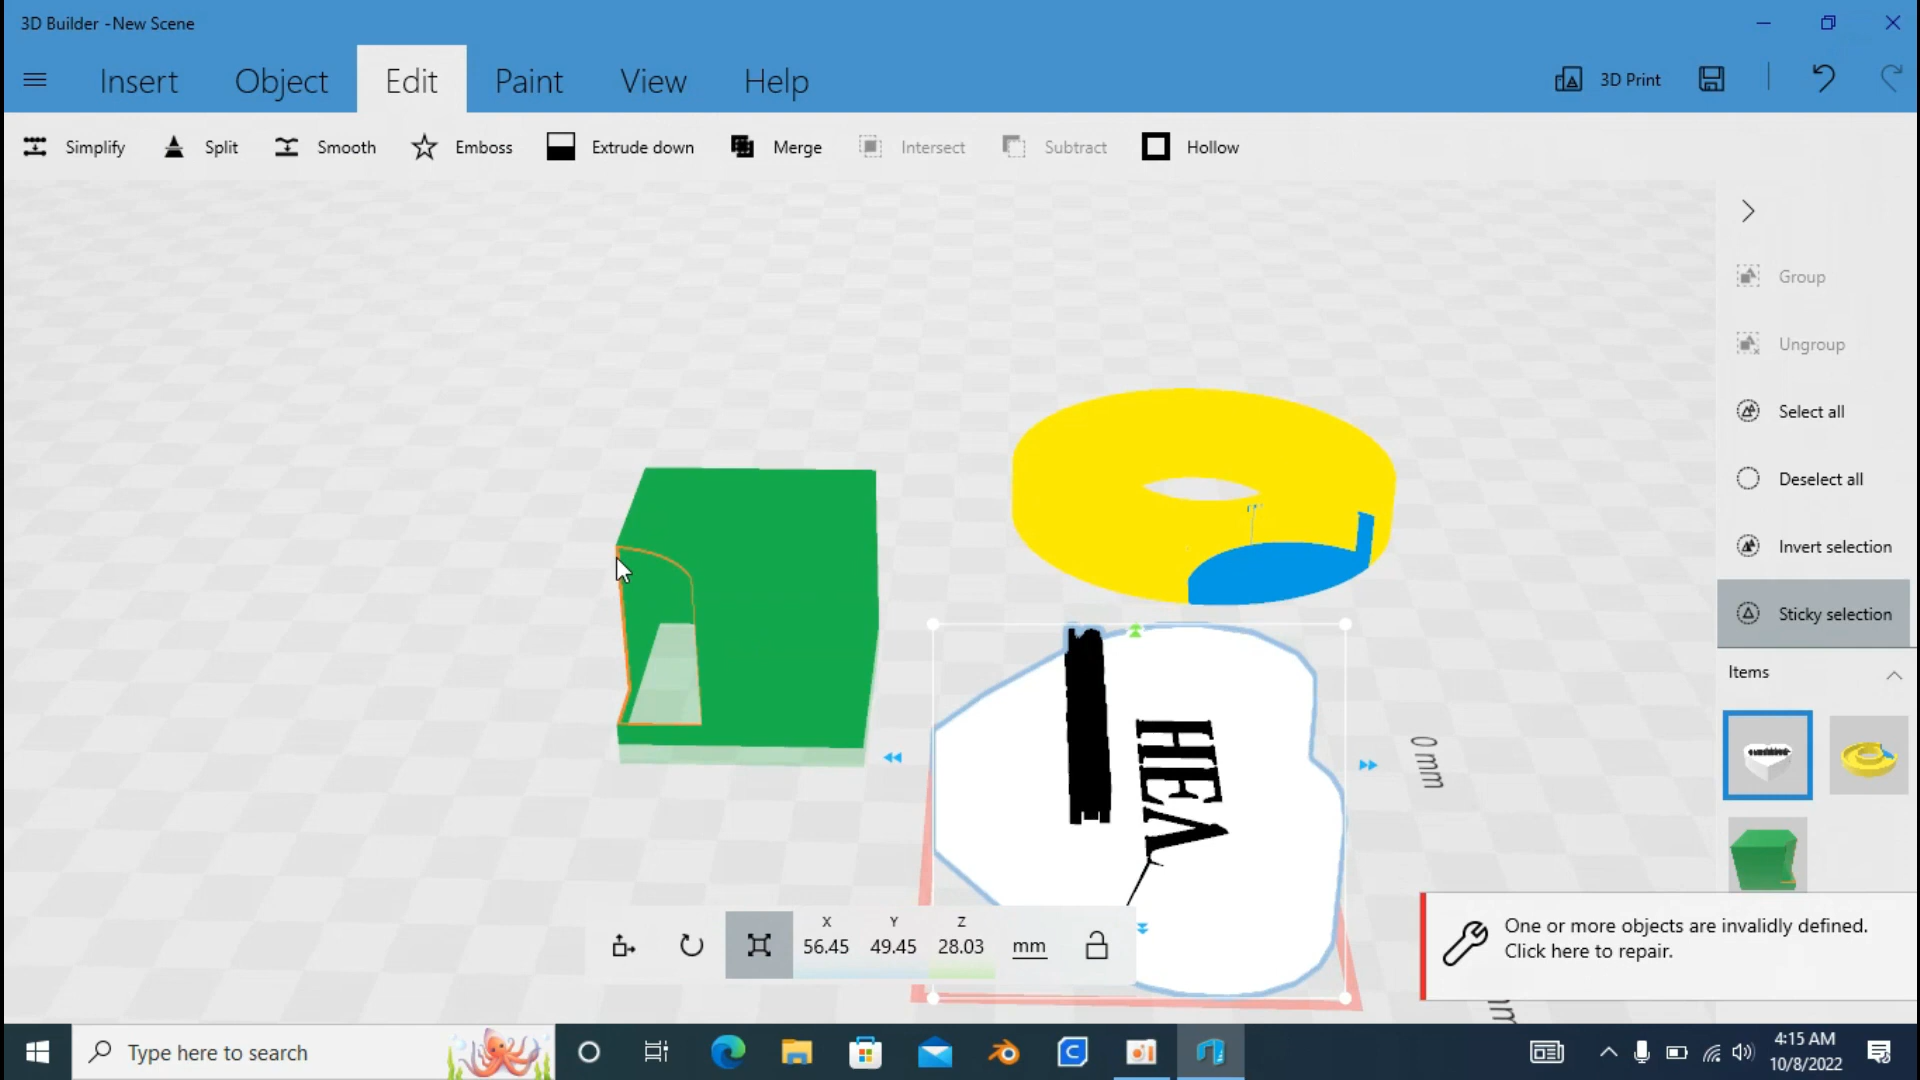 3D Builder -New Scene
Insert Object Edit Paint View Help 3D Print
Simplify Split Smooth Emboss Extrude down Merge Intersect Subtract Hollow
Group
Ungroup
Select all
Deselect all
Invert selection
Sticky selection
Items
HEA
0 mm
X Y Z
56.45 49.45 28.03 mm
One or more objects are invalidly defined.
Click here to repair.
Type here to search
4:15 AM
10/8/2022